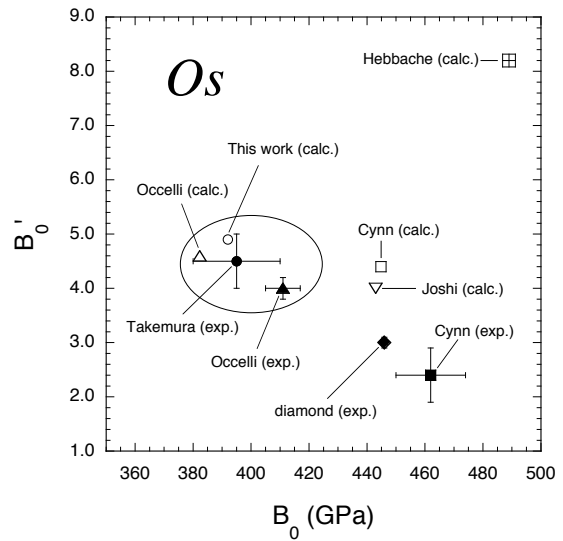 9.0
8.0
7.0
6.0
5.0
4.0
3.0
2.0
1.0
B0'
Os
Hebbache (calc.)
This work (calc.)
Occelli (calc.)
Cynn (calc.)
Joshi (calc.)
Takemura (exp.)
Cynn (exp.)
Occelli (exp.)
diamond (exp.)
360 380 400 420 440 460 480 500
B0 (GPa)